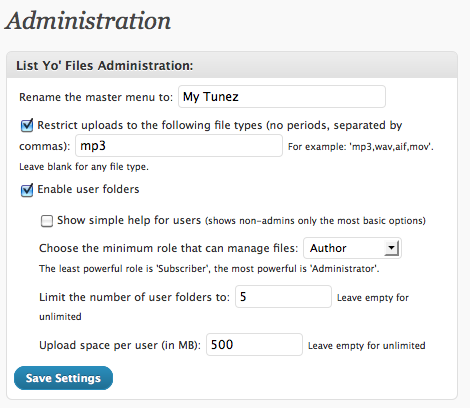 Administration
List Yo' Files Administration:
Rename the master menu to: My Tunez
Restrict uploads to the following file types (no periods, separated by
commas): mp3 For example: 'mp3,wav,aif,mov'.
Leave blank for any file type.
Enable user folders
Show simple help for users (shows non-admins only the most basic options)
Choose the minimum role that can manage files: Author
The least powerful role is 'Subscriber', the most powerful is 'Administrator'.
Limit the number of user folders to: 5 Leave empty for
unlimited
Upload space per user (in MB): 500 Leave empty for unlimited
Save Settings